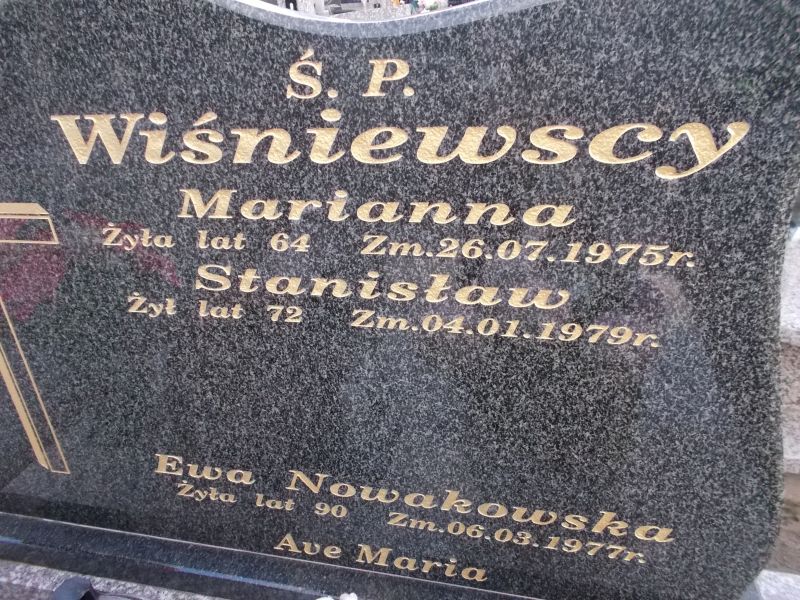 Ś. P.
Wiśniewscy
Marianna
Żyła lat 64 Zm.26.07.1975r.
Stanisław
Żył lat 72 Zm.04.01.1979r.
Ewa Nowakowska
Żyła lat 90 Zm.06.03.1977r.
Ave Maria